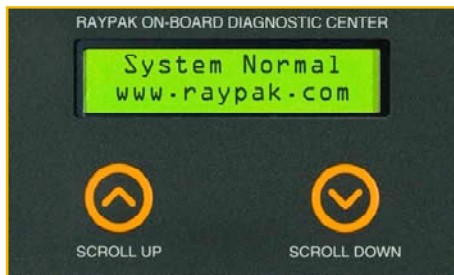 RAYPAK ON-BOARD DIAGNOSTIC CENTER
System Normal
www.raypak.com
SCROLL UP
SCROLL DOWN